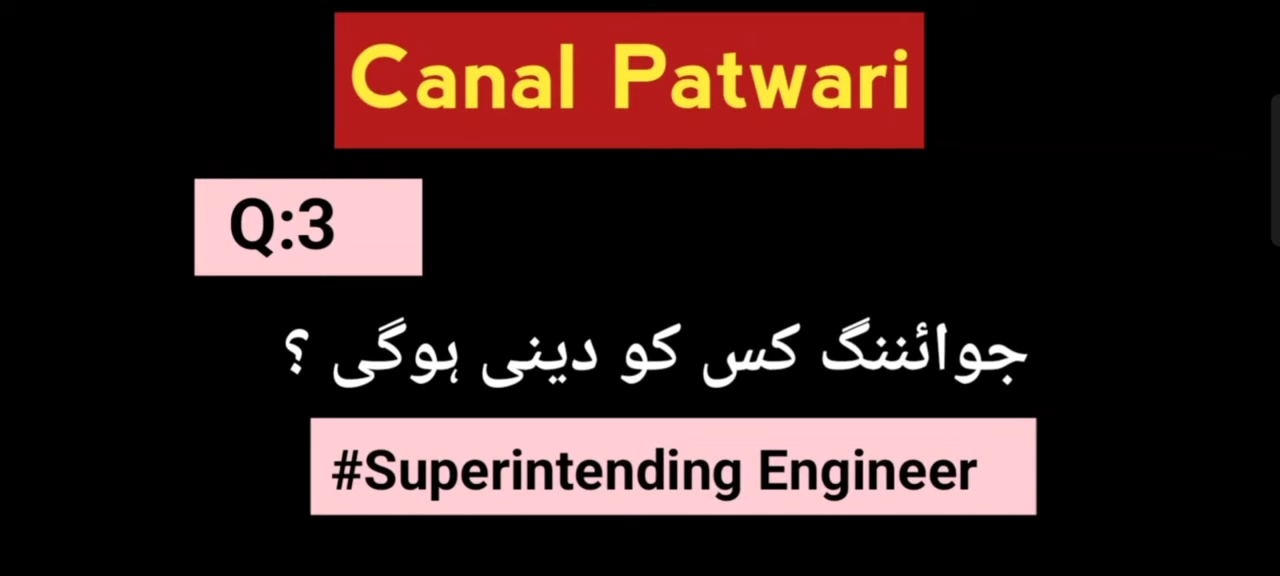 Canal Patwari
Q:3
جوائننگ کس کو دینی ہوگی ؟
#Superintending Engineer